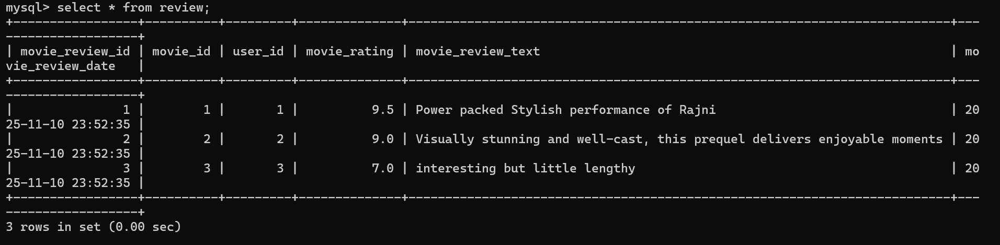 mysql> select * from review;
+------------------+----------+---------+--------------+--------------------------------------------------------------------------+---
------------------+
| movie_review_id | movie_id | user_id | movie_rating | movie_review_text                                                        | mo
vie_review_date   |
+------------------+----------+---------+--------------+--------------------------------------------------------------------------+---
------------------+
|               1 |        1 |       1 |          9.5 | Power packed Stylish performance of Rajni                                | 20
25-11-10 23:52:35 |
|               2 |        2 |       2 |          9.0 | Visually stunning and well-cast, this prequel delivers enjoyable moments | 20
25-11-10 23:52:35 |
|               3 |        3 |       3 |          7.0 | interesting but little lengthy                                           | 20
25-11-10 23:52:35 |
+------------------+----------+---------+--------------+--------------------------------------------------------------------------+---
------------------+
3 rows in set (0.00 sec)